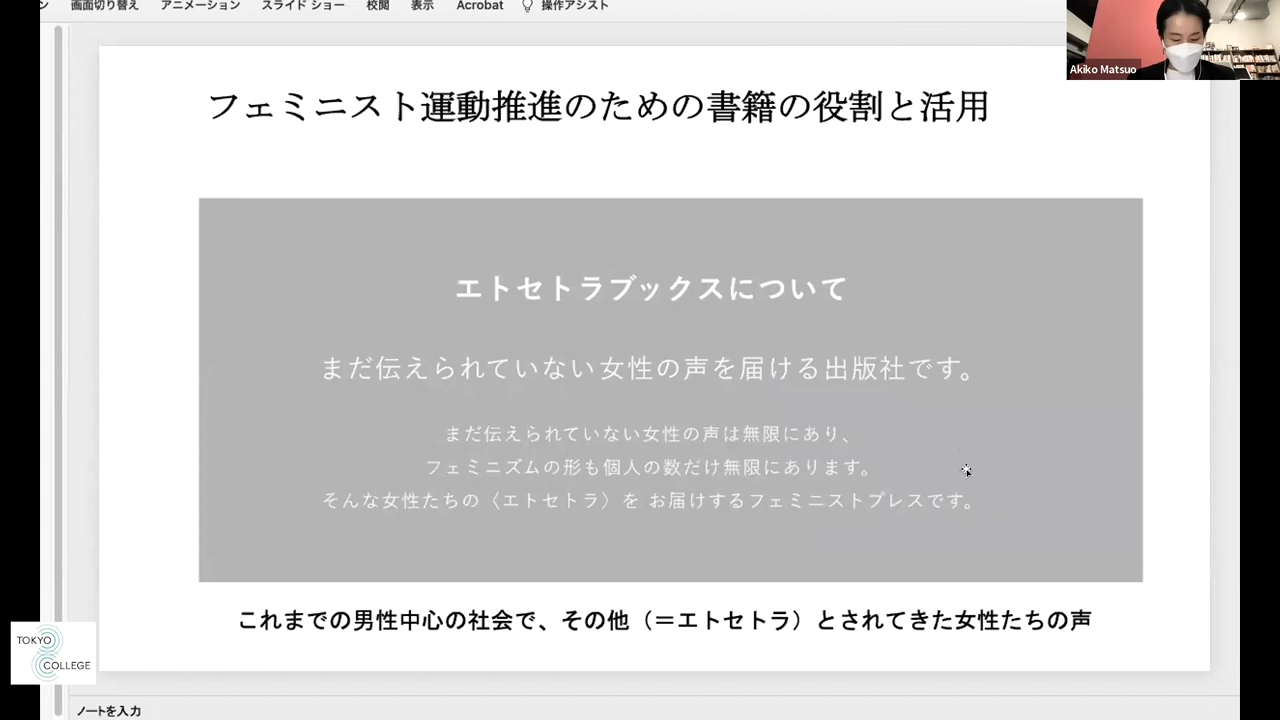 ン 画面切り替え アニメーション スライド ショー 校閲 表示 Acrobat 操作アシスト
Akiko Matsuo
フェミニスト運動推進のための書籍の役割と活用
エトセトラブックスについて
まだ伝えられていない女性の声を届ける出版社です。
まだ伝えられていない女性の声は無限にあり、
フェミニズムの形も個人の数だけ無限にあります。
そんな女性たちの〈エトセトラ〉を お届けするフェミニストプレスです。
これまでの男性中心の社会で、その他（＝エトセトラ）とされてきた女性たちの声
TOKYO
COLLEGE
ノートを入力